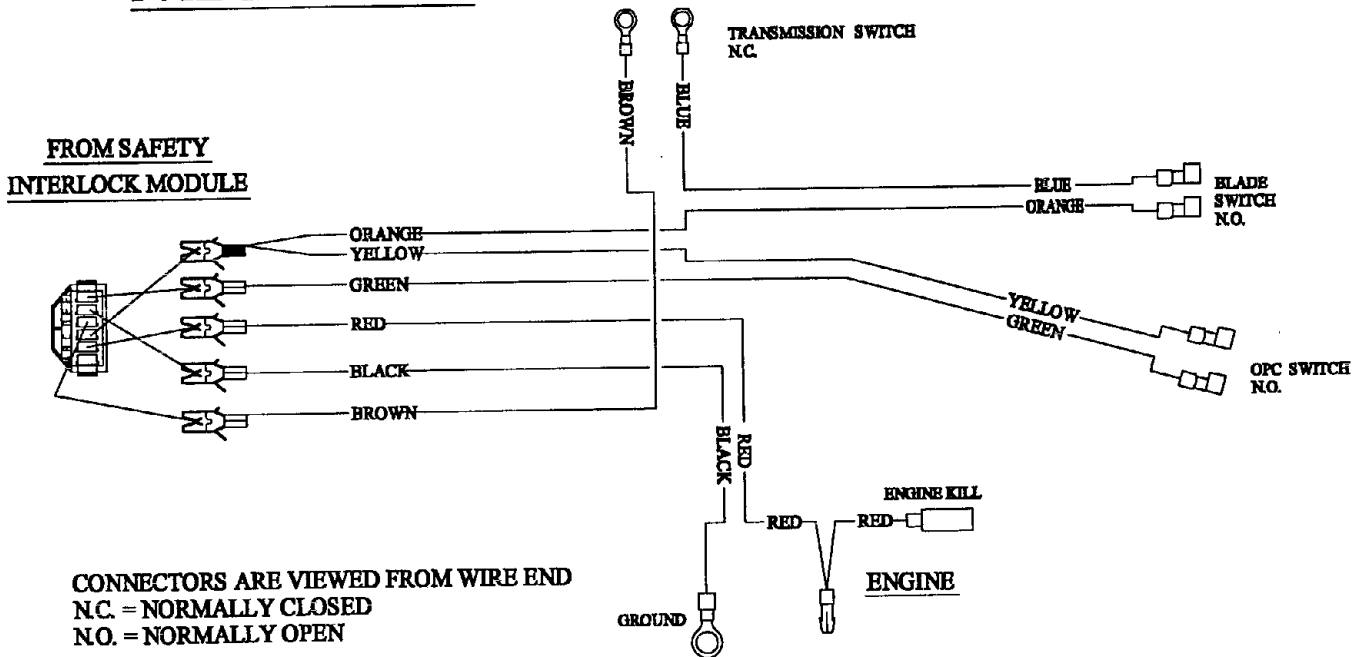 TRANSMISSION SWITCH
N.C.
BROWN
BLUE
FROM SAFETY
INTERLOCK MODULE
BLUE
ORANGE
BLADE
SWITCH
N.O.
ORANGE
YELLOW
GREEN
RED
BLACK
BROWN
YELLOW
GREEN
OPC SWITCH
N.O.
BLACK
RED
RED
RED
ENGINE KILL
ENGINE
GROUND
CONNECTORS ARE VIEWED FROM WIRE END
N.C. = NORMALLY CLOSED
N.O. = NORMALLY OPEN